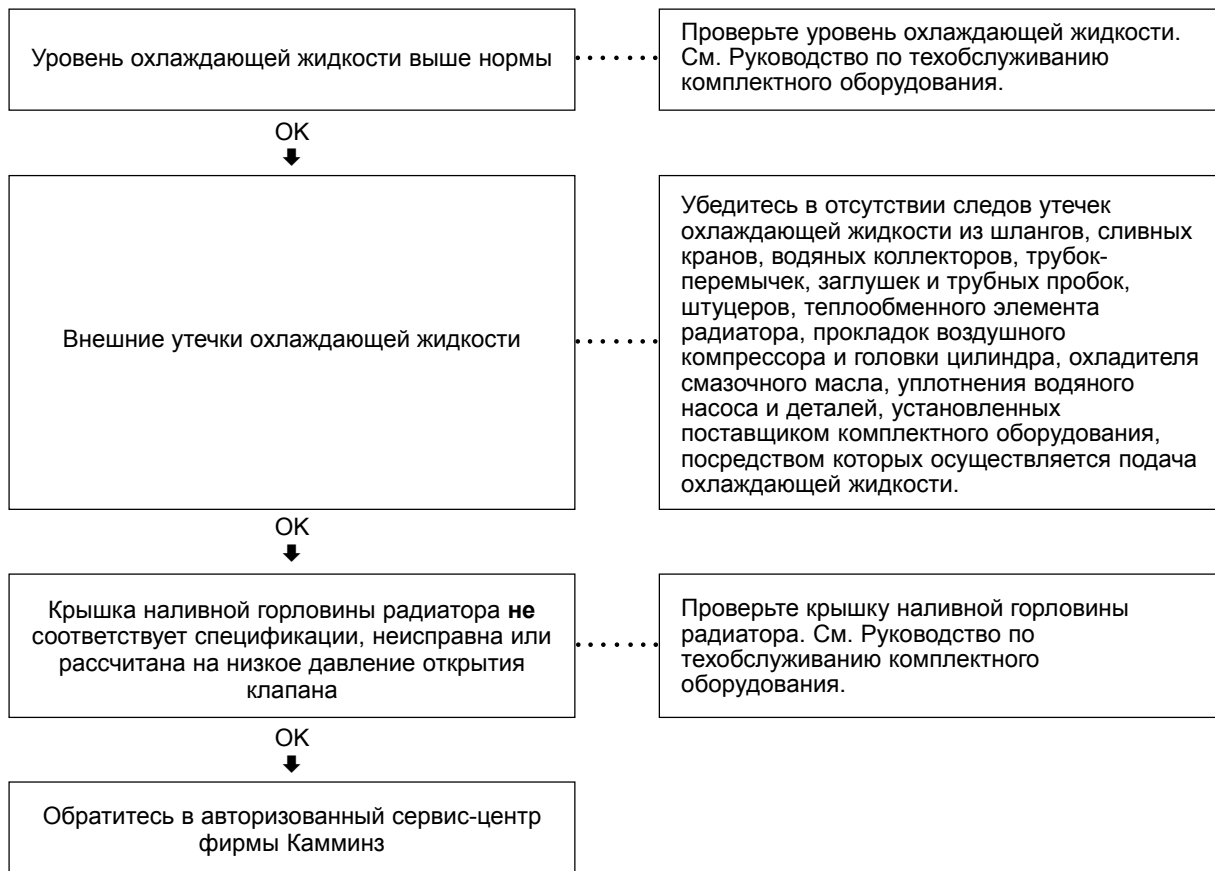 Уровень охлаждающей жидкости выше нормы
Проверьте уровень охлаждающей жидкости.
См. Руководство по техобслуживанию
комплектного оборудования.
OK
Внешние утечки охлаждающей жидкости
Убедитесь в отсутствии следов утечек
охлаждающей жидкости из шлангов, сливных
кранов, водяных коллекторов, трубок-
перемычек, заглушек и трубных пробок,
штуцеров, теплообменного элемента
радиатора, прокладок воздушного
компрессора и головки цилиндра, охладителя
смазочного масла, уплотнения водяного
насоса и деталей, установленных
поставщиком комплектного оборудования,
посредством которых осуществляется подача
охлаждающей жидкости.
OK
Крышка наливной горловины радиатора не
соответствует спецификации, неисправна или
рассчитана на низкое давление открытия
клапана
Проверьте крышку наливной горловины
радиатора. См. Руководство по
техобслуживанию комплектного
оборудования.
OK
Обратитесь в авторизованный сервис-центр
фирмы Камминз